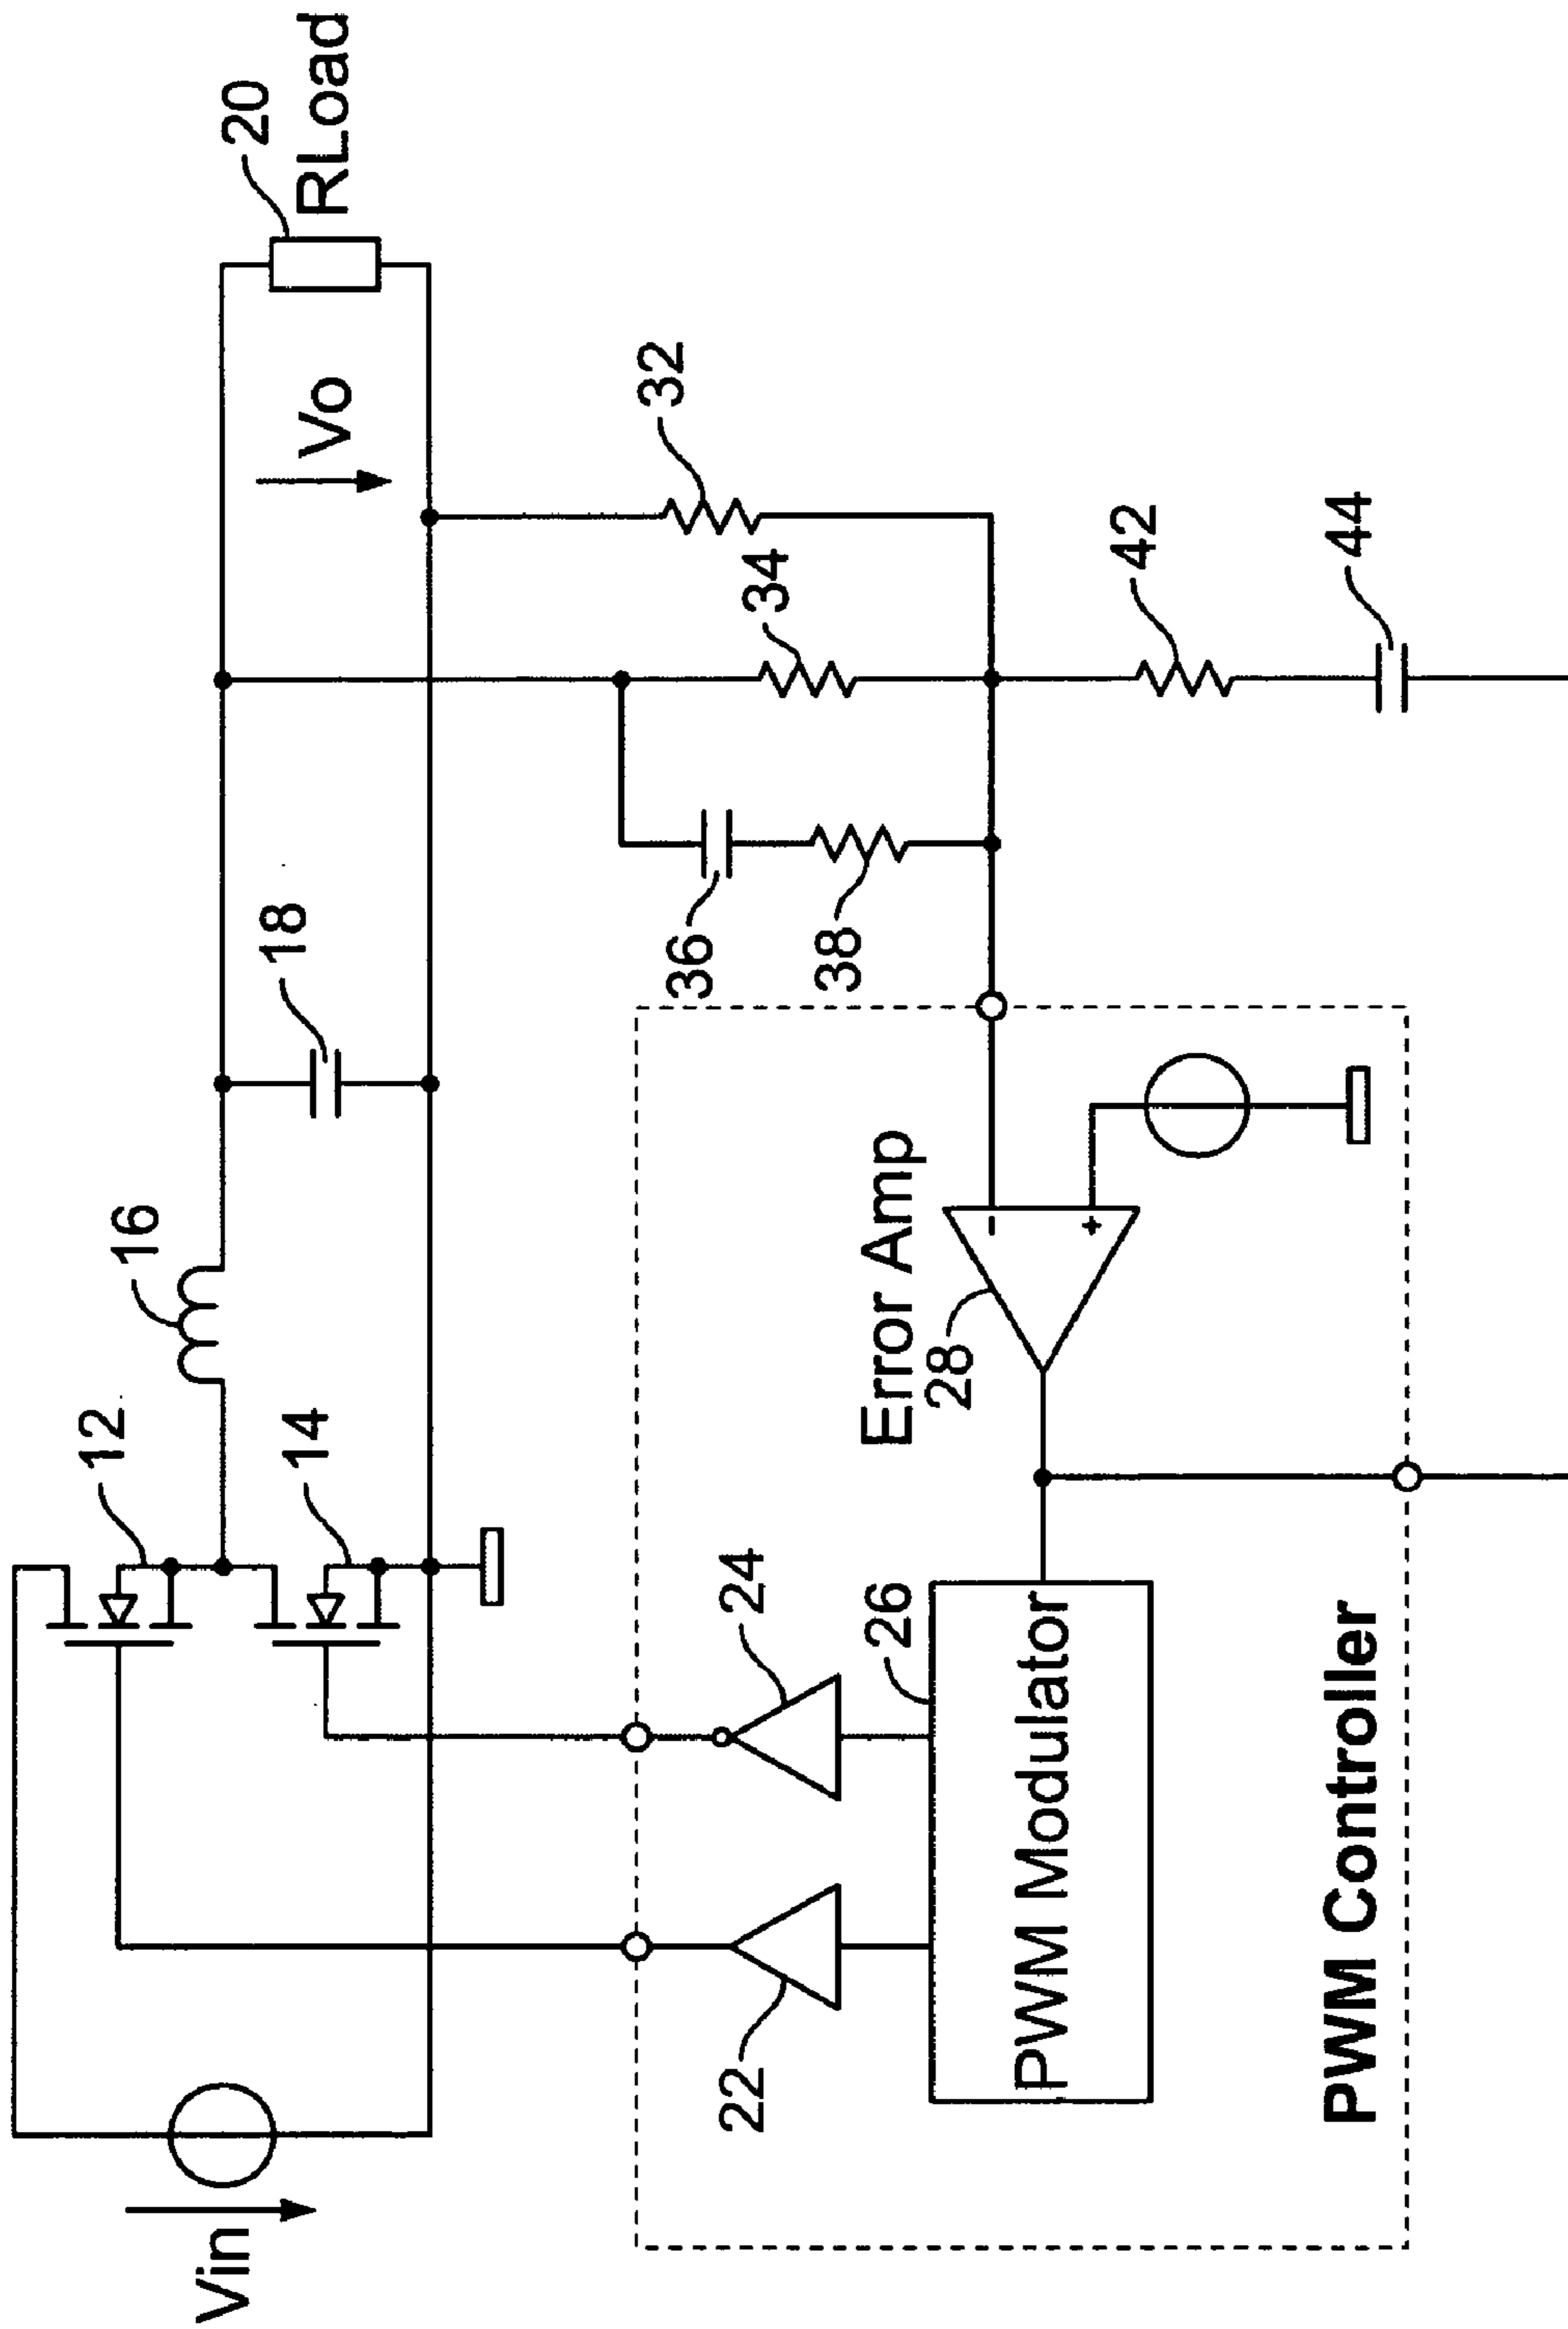 Vin
12
14
16
18
Vo
20
RLoad
22
24
26
PWM Modulator
PWM Controller
Error Amp
28
-
+
36
38
34
32
42
44